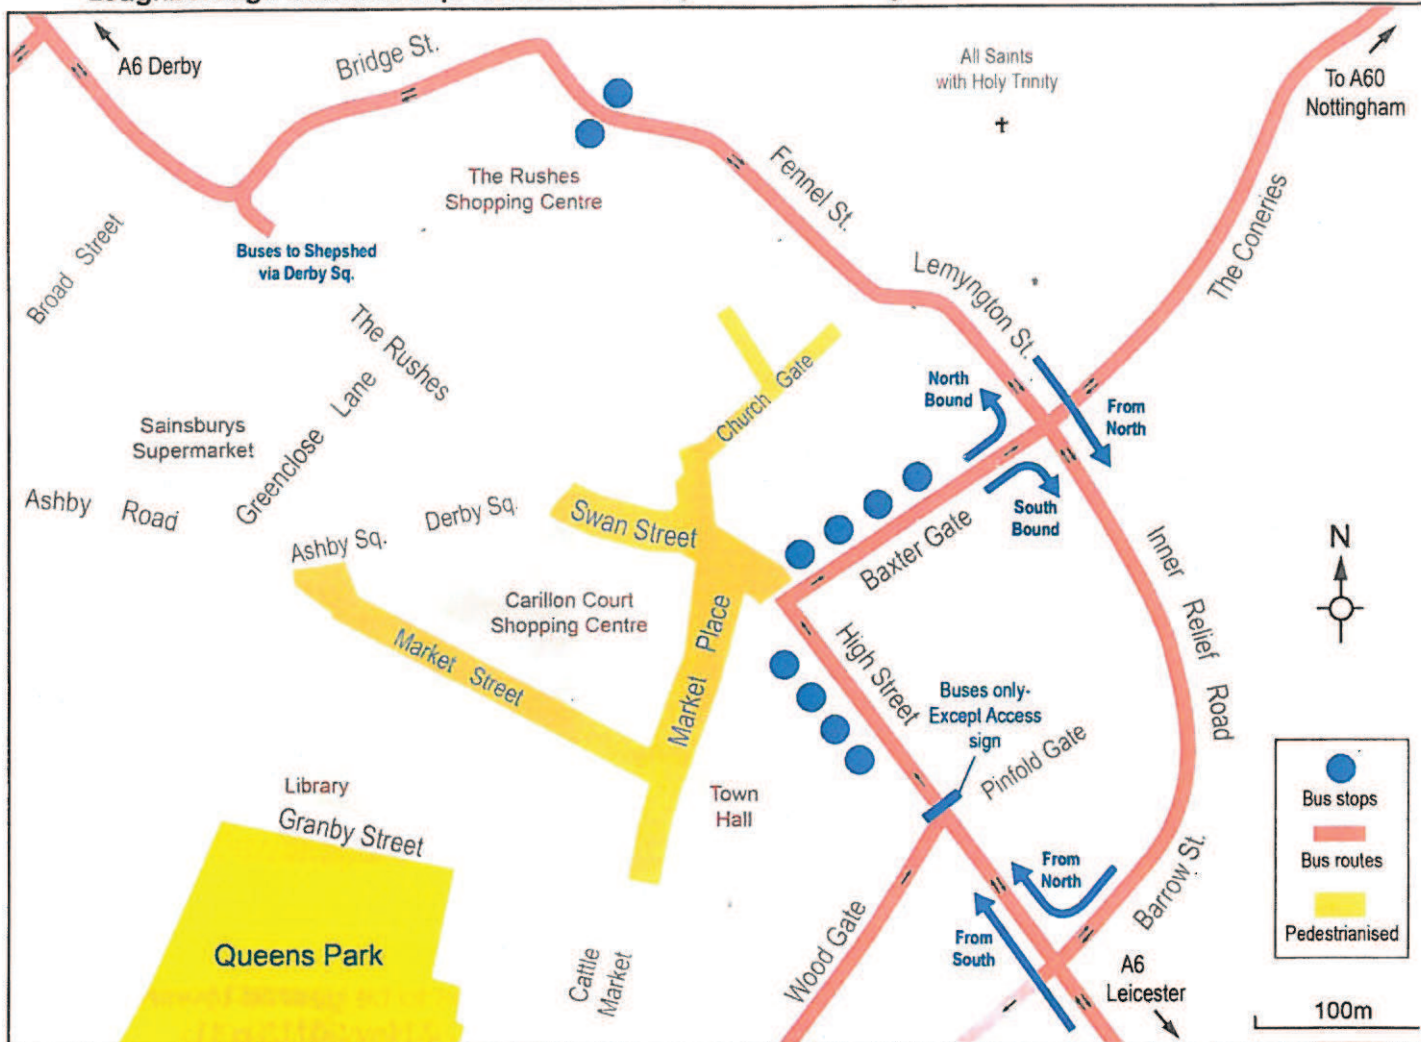 A6 Derby
Bridge St.
All Saints
with Holy Trinity
To A60
Nottingham
The Rushes
Shopping Centre
Fennel St.
The Coneries
Broad Street
Buses to Shepshed
via Derby Sq.
Lemyngton St.
The Rushes
North
Bound
From
North
Church Gate
Sainsburys
Supermarket
Greenclose Lane
Ashby Road
Derby Sq.
Ashby Sq.
Swan Street
South
Bound
Baxter Gate
Inner Relief Road
N
Carillon Court
Shopping Centre
Market Place
Market Street
High Street
Buses only-
Except Access
sign
Pinfold Gate
Bus stops
Bus routes
Pedestrianised
Library
Granby Street
Town
Hall
From
North
Barrow St.
Queens Park
Cattle
Market
Wood Gate
From
South
A6
Leicester
100m